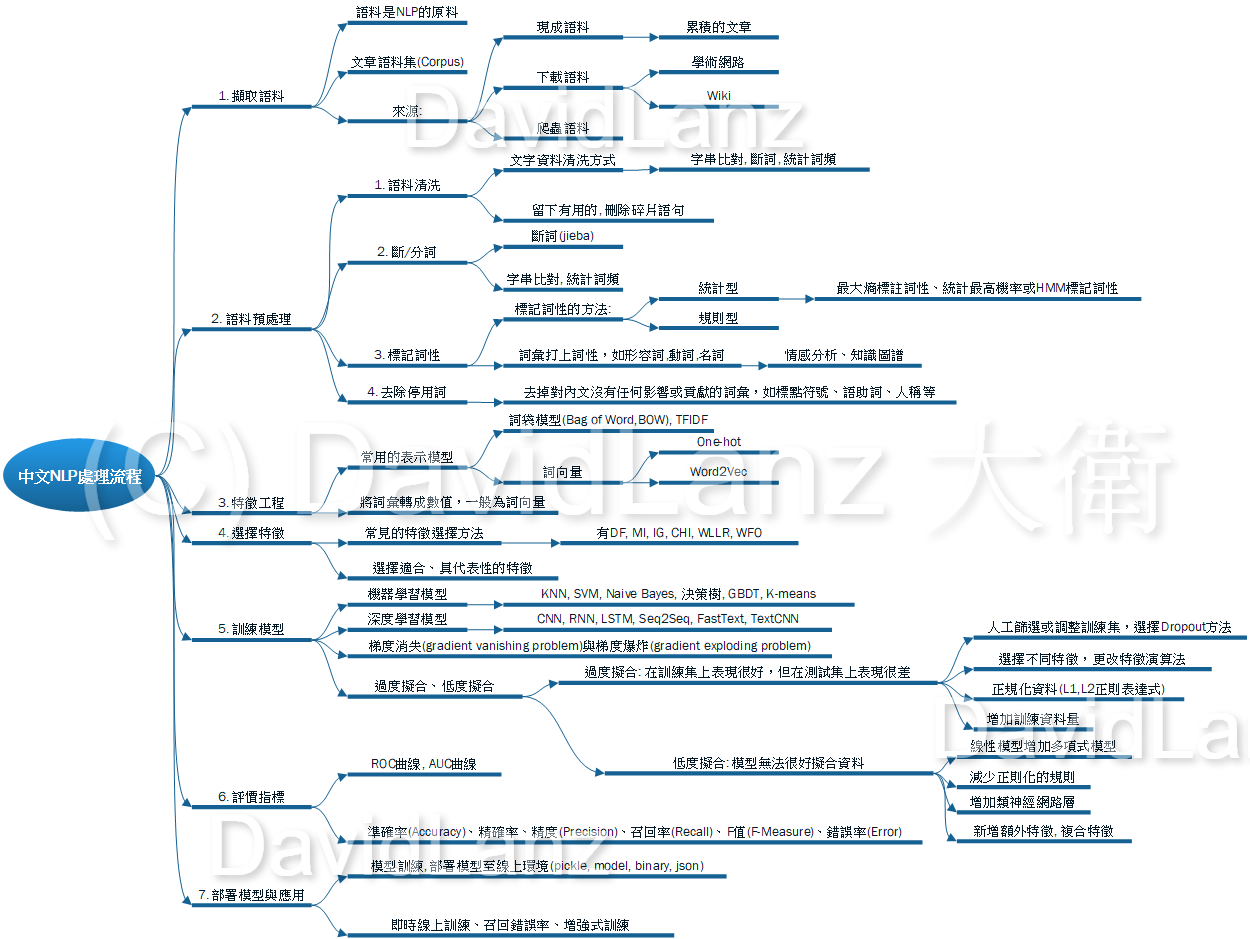 中文NLP處理流程
1. 擷取語料
語料是NLP的原料
文章語料集(Corpus)
來源:
現成語料
累積的文章
下載語料
學術網路
Wiki
爬蟲語料
2. 語料預處理
1. 語料清洗
文字資料清洗方式
字串比對, 斷詞, 統計詞頻
留下有用的, 刪除碎片語句
2. 斷/分詞
斷詞(jieba)
字串比對, 統計詞頻
3. 標記詞性
標記詞性的方法:
統計型
最大熵標註詞性、統計最高機率或HMM標記詞性
規則型
詞彙打上詞性，如形容詞,動詞,名詞
情感分析、知識圖譜
4. 去除停用詞
去掉對內文沒有任何影響或貢獻的詞彙，如標點符號、語助詞、人稱等
3. 特徵工程
常用的表示模型
詞袋模型(Bag of Word,BOW), TFIDF
詞向量
One-hot
Word2Vec
將詞彙轉成數值，一般為詞向量
4. 選擇特徵
常見的特徵選擇方法
有DF, MI, IG, CHI, WLLR, WFO
選擇適合、具代表性的特徵
5. 訓練模型
機器學習模型
KNN, SVM, Naive Bayes, 決策樹, GBDT, K-means
深度學習模型
CNN, RNN, LSTM, Seq2Seq, FastText, TextCNN
梯度消失(gradient vanishing problem)與梯度爆炸(gradient exploding problem)
過度擬合、低度擬合
過度擬合: 在訓練集上表現很好，但在測試集上表現很差
人工篩選或調整訓練集，選擇Dropout方法
選擇不同特徵，更改特徵演算法
正規化資料(L1,L2正則表達式)
增加訓練資料量
低度擬合: 模型無法很好擬合資料
線性模型增加多項式模型
減少正則化的規則
增加類神經網路層
新增額外特徵, 複合特徵
6. 評價指標
ROC曲線, AUC曲線
準確率(Accuracy)、精確率、精度(Precision)、召回率(Recall)、F值(F-Measure)、錯誤率(Error)
7. 部署模型與應用
模型訓練, 部署模型至線上環境(pickle, model, binary, json)
即時線上訓練、召回錯誤率、增強式訓練
DavidLanz
(C) DavidLanz 大衛
DavidLa
DavidLanz